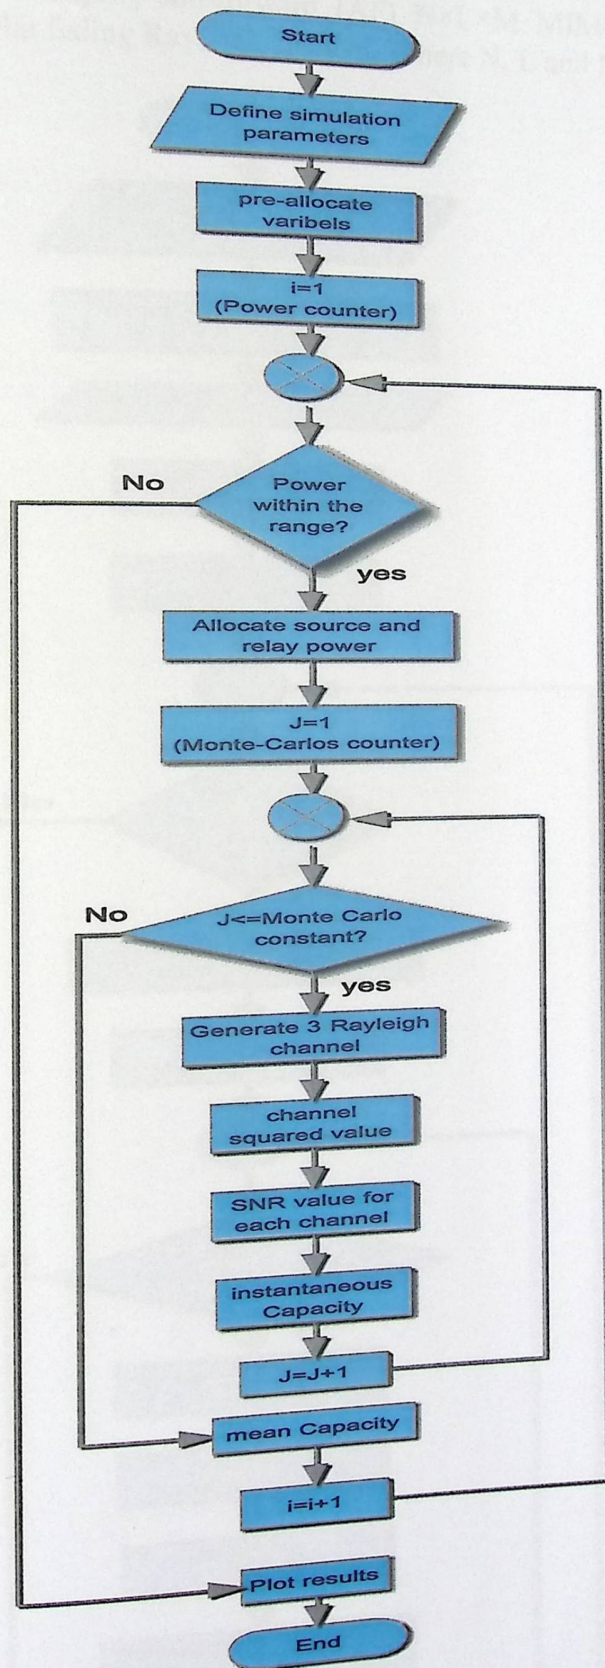 Start
Define simulation
parameters
pre-allocate
varibels
i=1
(Power counter)
No
Power
within the
range?
yes
Allocate source and
relay power
J=1
(Monte-Carlos counter)
No
J<=Monte Carlo
constant?
yes
Generate 3 Rayleigh
channel
channel
squared value
SNR value for
each channel
instantaneous
Capacity
J=J+1
mean Capacity
i=i+1
Plot results
End